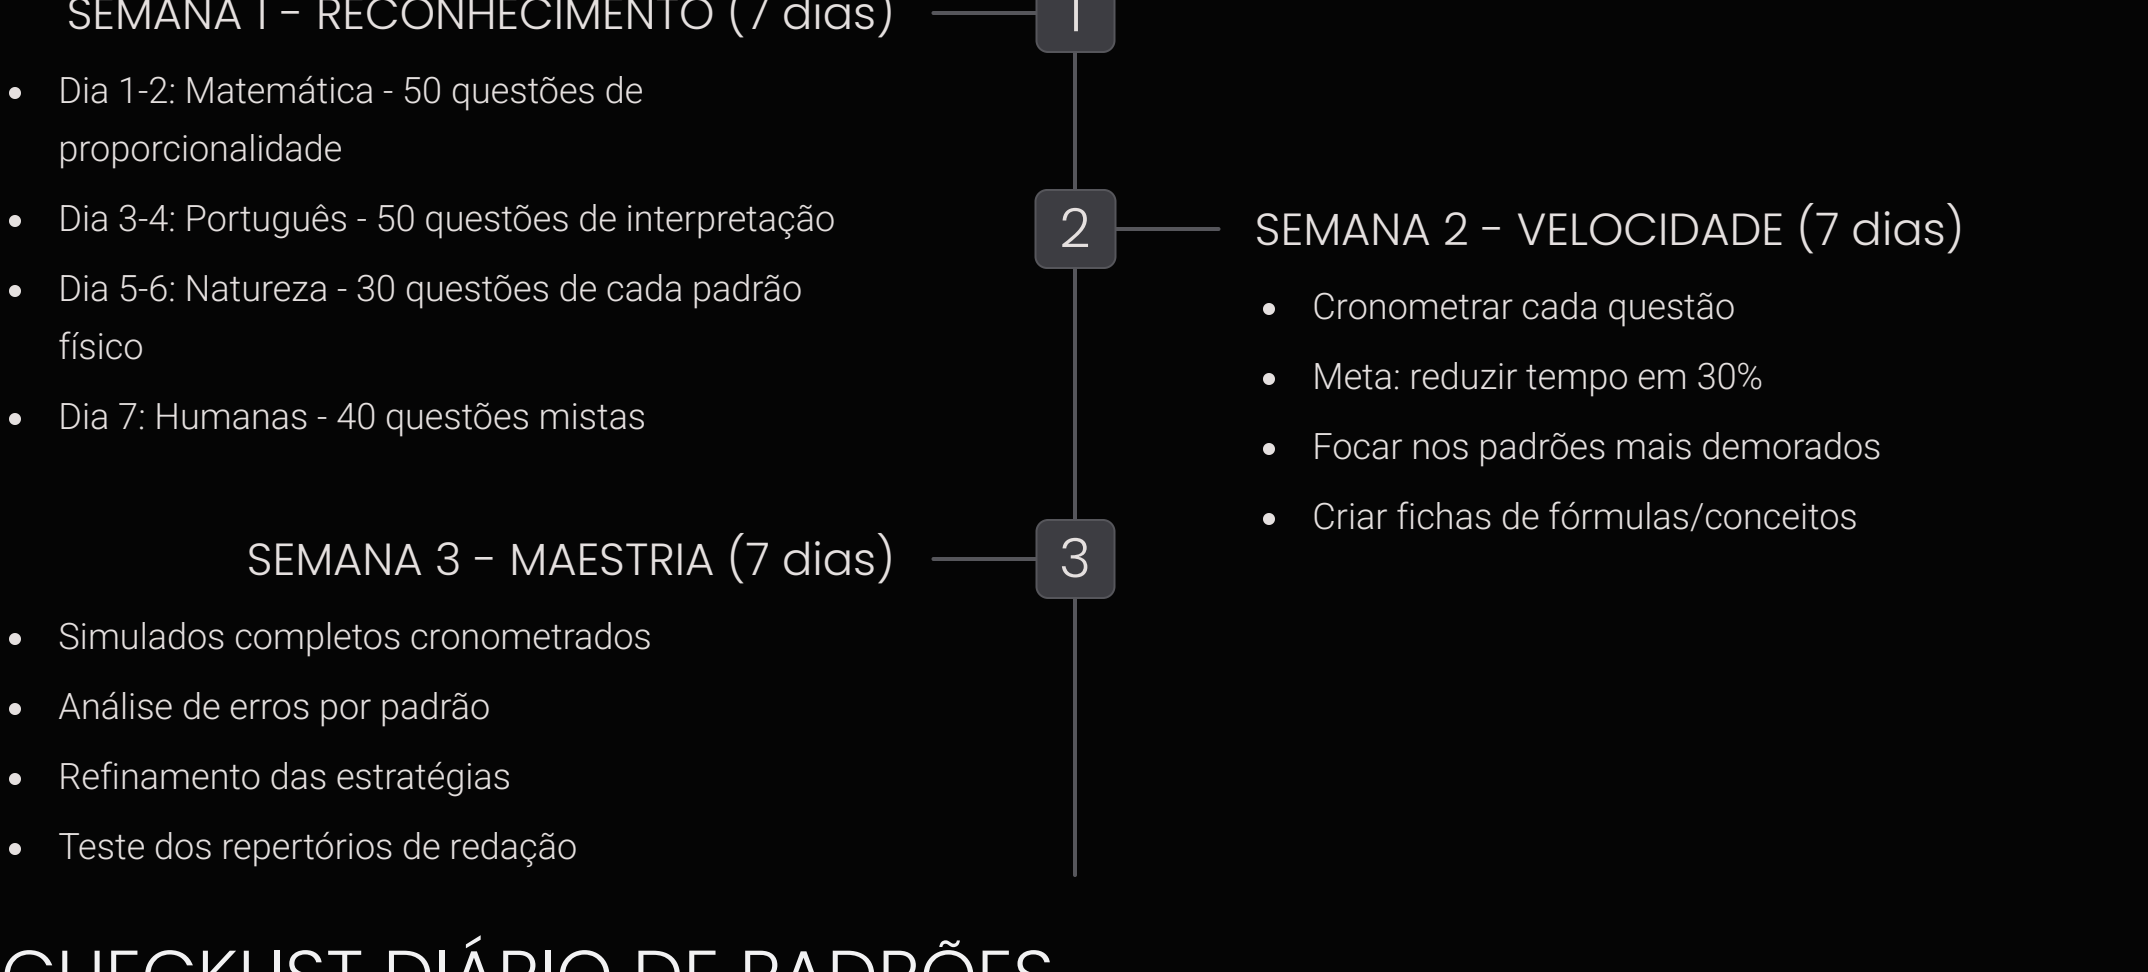 SEMANA 1 - RECONHECIMENTO (7 dias)
1
Dia 1-2: Matemática - 50 questões de
proporcionalidade
Dia 3-4: Português - 50 questões de interpretação
Dia 5-6: Natureza - 30 questões de cada padrão
físico
Dia 7: Humanas - 40 questões mistas
2
SEMANA 2 - VELOCIDADE (7 dias)
Cronometrar cada questão
Meta: reduzir tempo em 30%
Focar nos padrões mais demorados
Criar fichas de fórmulas/conceitos
SEMANA 3 - MAESTRIA (7 dias)
3
Simulados completos cronometrados
Análise de erros por padrão
Refinamento das estratégias
Teste dos repertórios de redação
CHECKLIST DIÁRIO DE PADRÕES